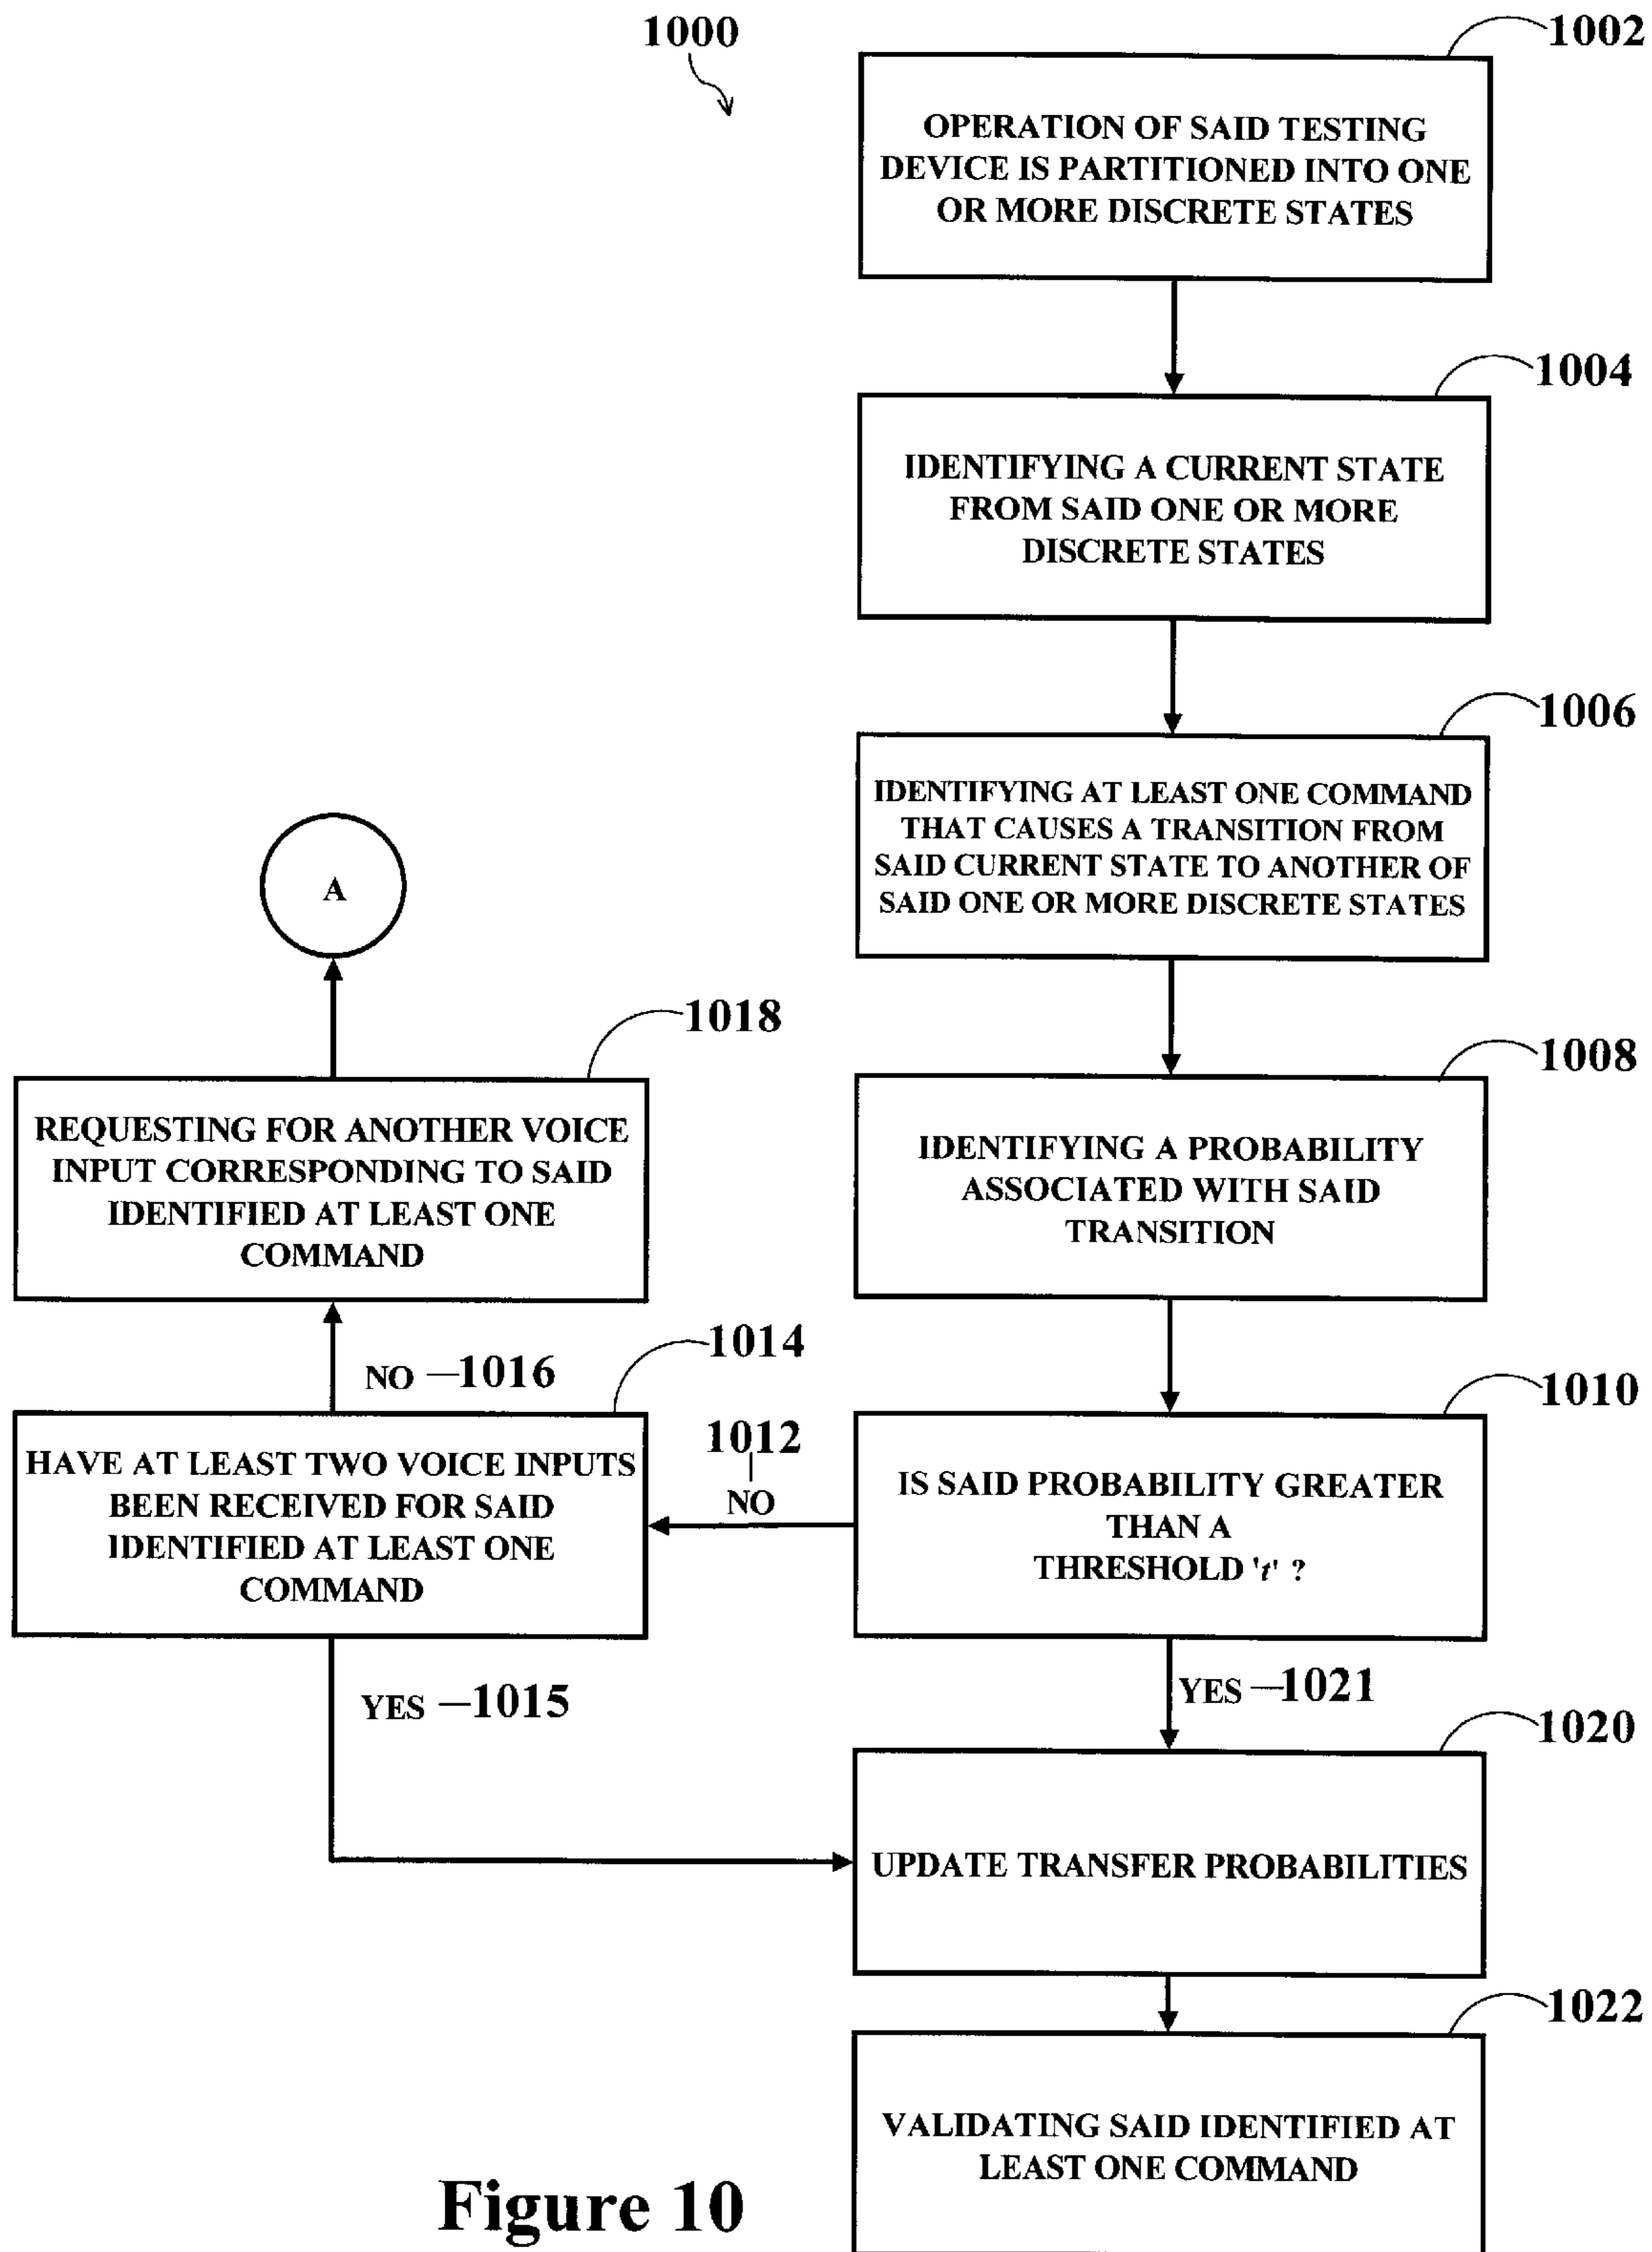 1000
1002
OPERATION OF SAID TESTING
DEVICE IS PARTITIONED INTO ONE
OR MORE DISCRETE STATES
1004
IDENTIFYING A CURRENT STATE
FROM SAID ONE OR MORE
DISCRETE STATES
1006
IDENTIFYING AT LEAST ONE COMMAND
THAT CAUSES A TRANSITION FROM
SAID CURRENT STATE TO ANOTHER OF
SAID ONE OR MORE DISCRETE STATES
A
1018
REQUESTING FOR ANOTHER VOICE
INPUT CORRESPONDING TO SAID
IDENTIFIED AT LEAST ONE
COMMAND
1008
IDENTIFYING A PROBABILITY
ASSOCIATED WITH SAID
TRANSITION
NO —1016
1014
HAVE AT LEAST TWO VOICE INPUTS
BEEN RECEIVED FOR SAID
IDENTIFIED AT LEAST ONE
COMMAND
1012
NO
1010
IS SAID PROBABILITY GREATER
THAN A
THRESHOLD 't' ?
YES —1015
YES —1021
1020
UPDATE TRANSFER PROBABILITIES
1022
VALIDATING SAID IDENTIFIED AT
LEAST ONE COMMAND
Figure 10